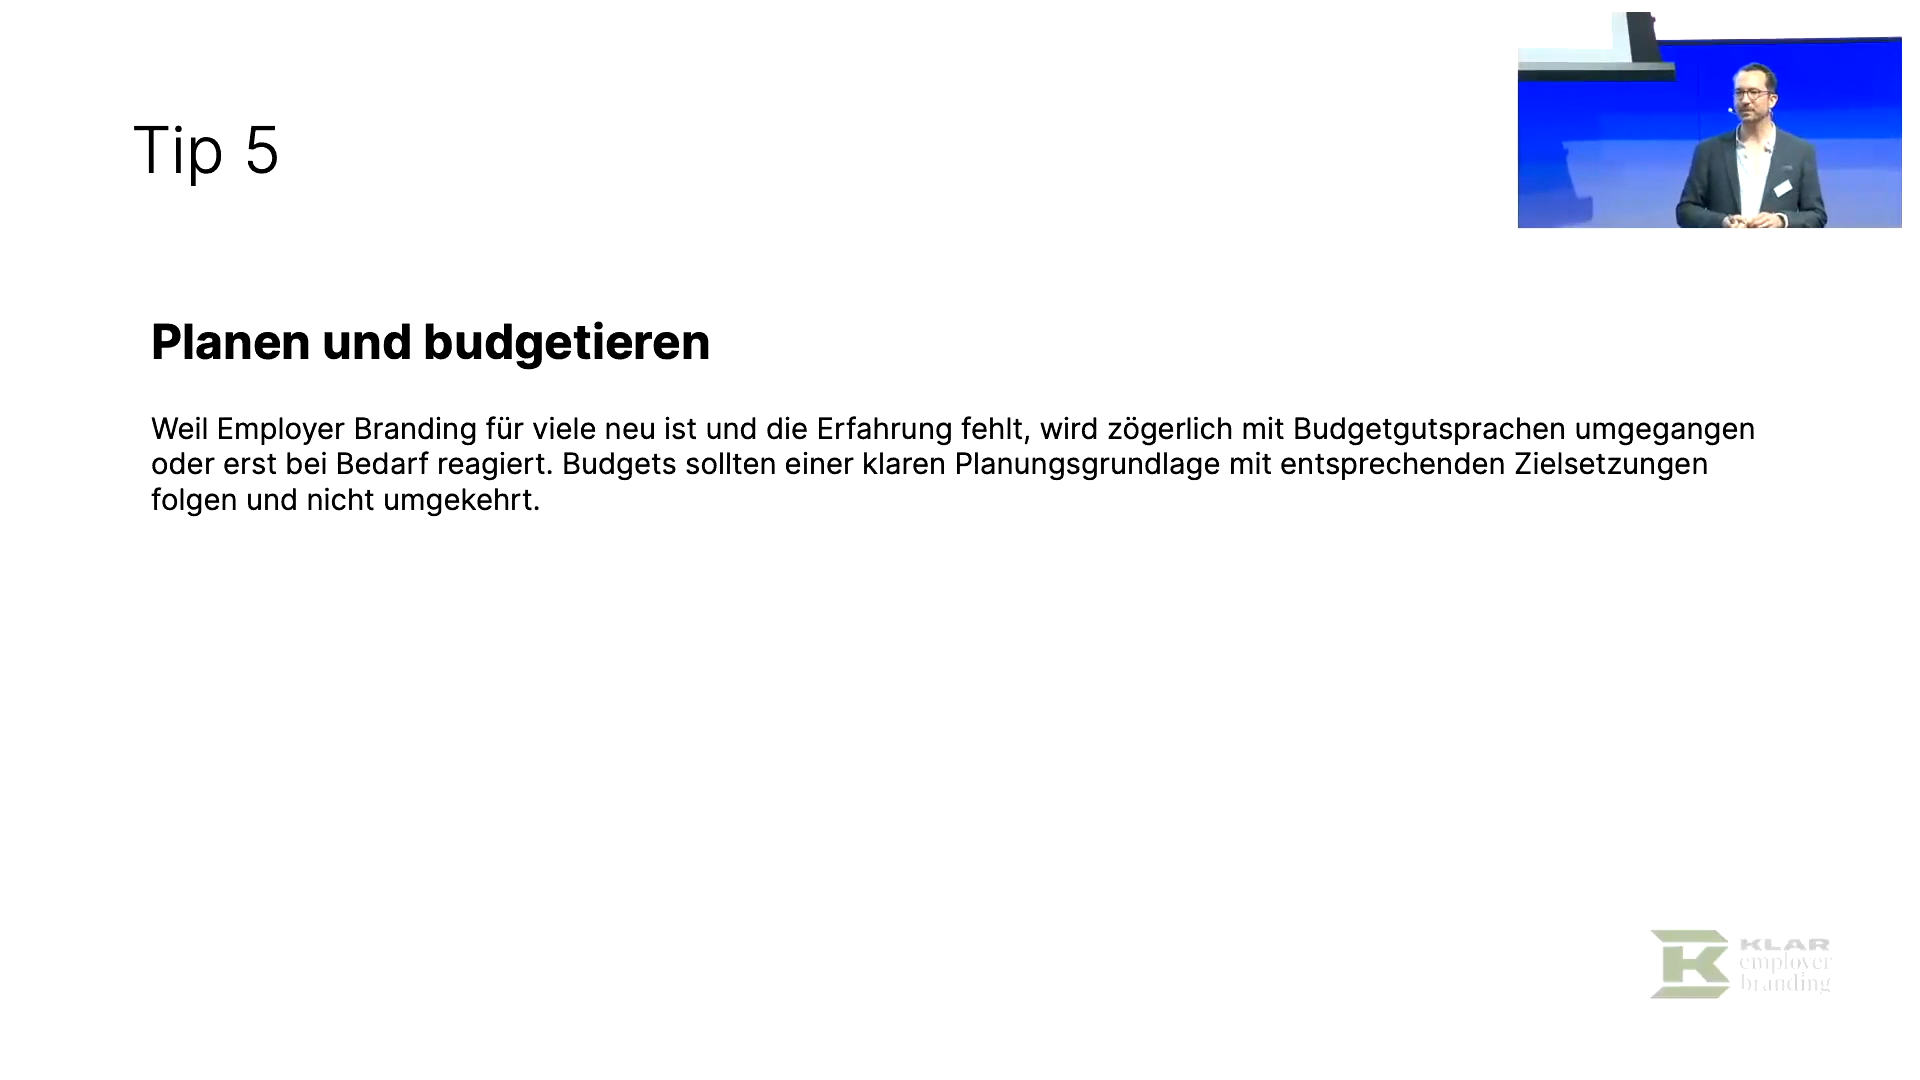 Tip 5
Planen und budgetieren
Weil Employer Branding für viele neu ist und die Erfahrung fehlt, wird zögerlich mit Budgetgutsprachen umgegangen
oder erst bei Bedarf reagiert. Budgets sollten einer klaren Planungsgrundlage mit entsprechenden Zielsetzungen
folgen und nicht umgekehrt.
KLAR
employer
branding